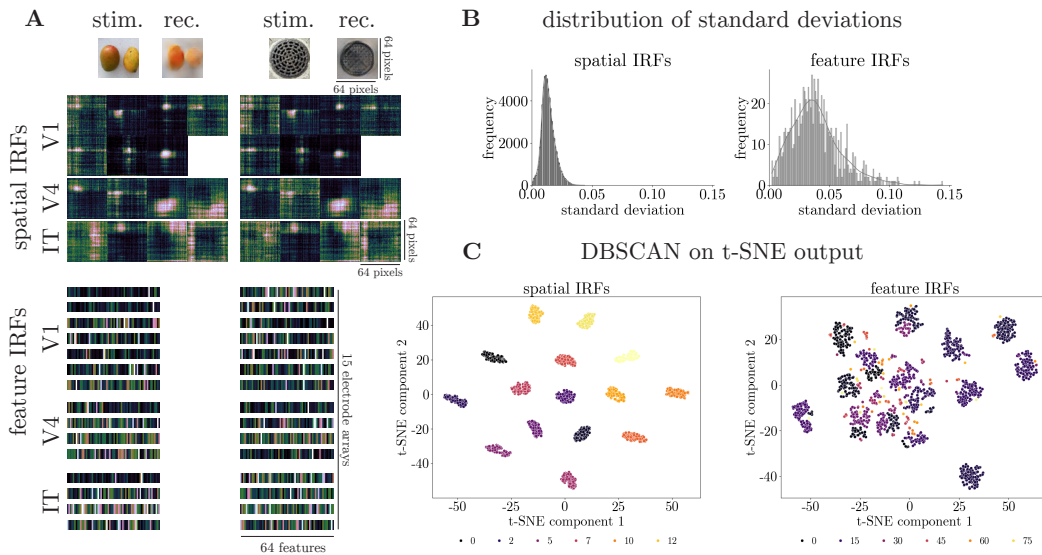 A
stim.
rec.
stim.
rec.
64 pixels
64 pixels
spatial IRFs
V1
V4
IT
64 pixels
64 pixels
feature IRFs
V1
V4
IT
15 electrode arrays
64 features
B
distribution of standard deviations
spatial IRFs
frequency
4000
2000
0
0.00
0.05
0.10
0.15
standard deviation
feature IRFs
frequency
20
10
0
0.00
0.05
0.10
0.15
standard deviation
C
DBSCAN on t-SNE output
spatial IRFs
t-SNE component 2
40
20
0
-20
-40
-50
-25
0
25
50
t-SNE component 1
0 2 5 7 10 12
feature IRFs
t-SNE component 2
20
0
-20
-40
-50
-25
0
25
50
t-SNE component 1
0 15 30 45 60 75